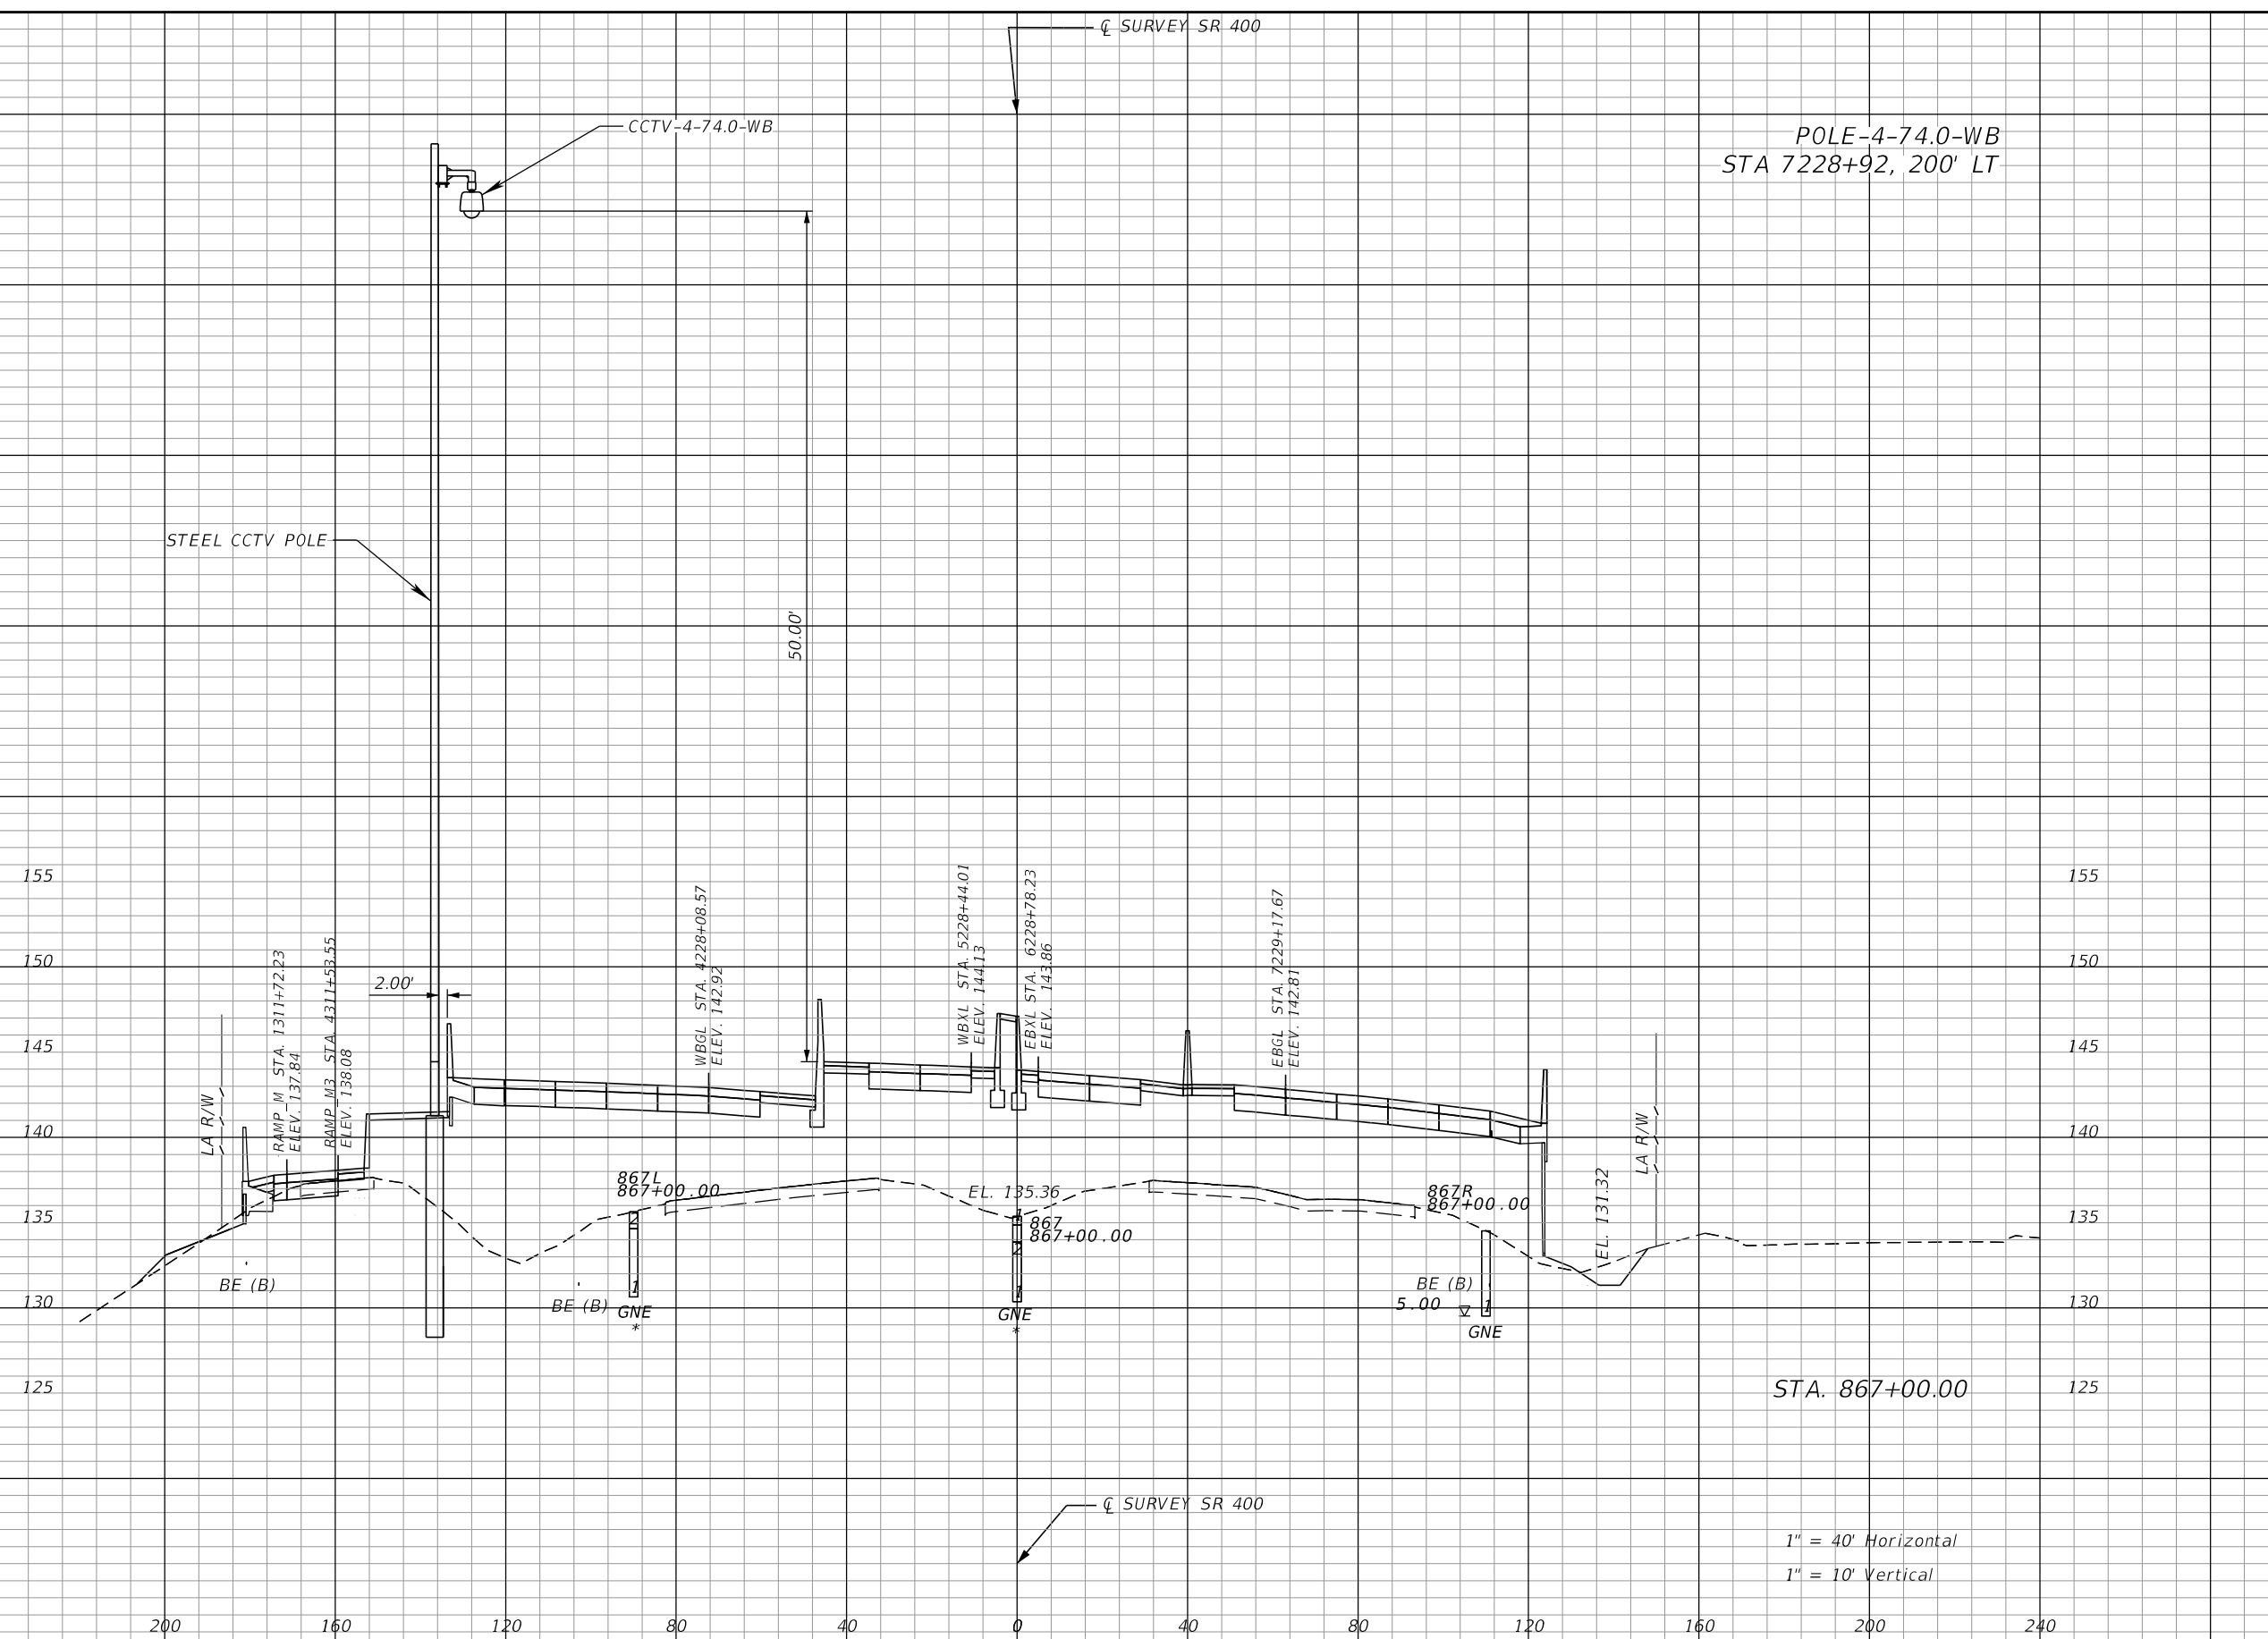 ℄ SURVEY SR 400
CCTV-4-74.0-WB
POLE-4-74.0-WB
STA 7228+92, 200' LT
STEEL CCTV POLE
50.00'
155
155
150
150
2.00'
145
145
140
140
135
135
130
130
125
125
LA R/W
RAMP_M STA. 1311+72.23
ELEV. 137.84
RAMP_M3 STA. 4311+53.55
ELEV. 138.08
WBGL STA. 4228+08.57
ELEV. 142.92
WBXL STA. 5228+44.01
ELEV. 144.13
EBXL STA. 6228+78.23
ELEV. 143.86
EBGL STA. 7229+17.67
ELEV. 142.81
EL. 131.32
LA R/W
867L
867+00.00
EL. 135.36
1
867
867+00.00
867R
867+00.00
BE (B)
BE (B)
1
GNE
*
1
GNE
*
BE (B)
5.00
1
GNE
STA. 867+00.00
℄ SURVEY SR 400
1" = 40' Horizontal
1" = 10' Vertical
200 160 120 80 40 0 40 80 120 160 200 240